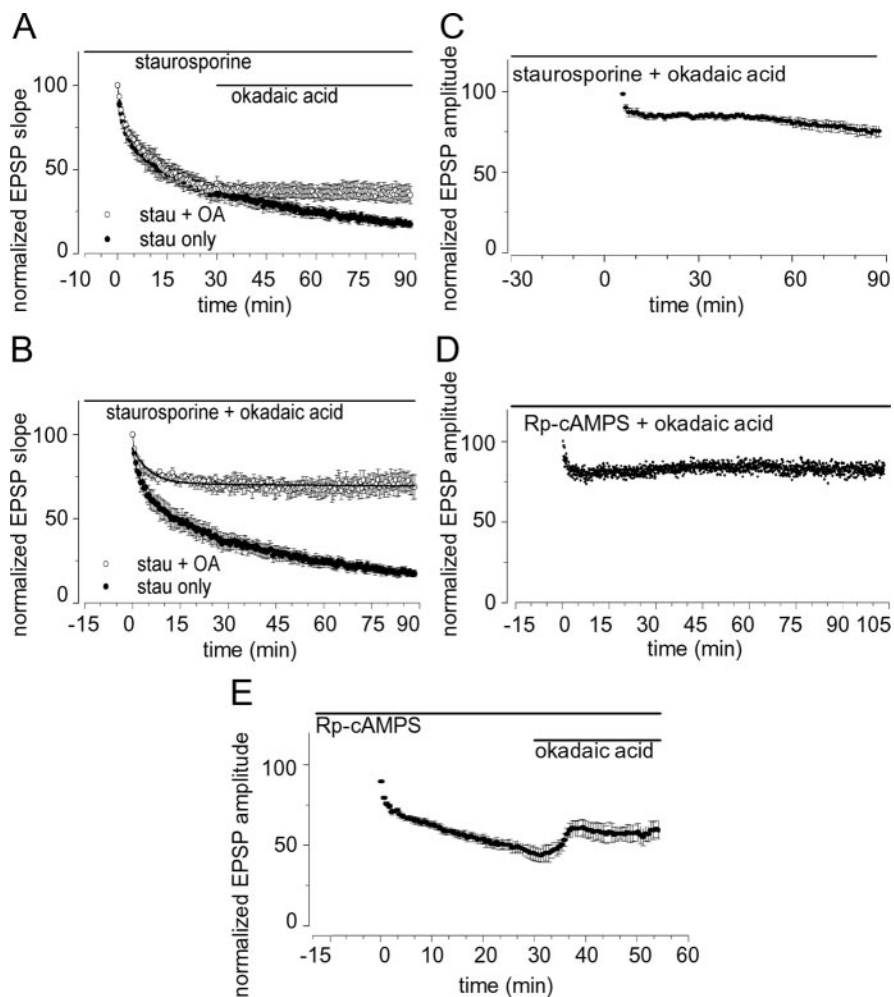 A
staurosporine
okadaic acid
normalized EPSP slope
100
50
0
stau + OA
stau only
-10 0 15 30 45 60 75 90
time (min)
B
staurosporine + okadaic acid
normalized EPSP slope
100
50
0
stau + OA
stau only
-15 0 15 30 45 60 75 90
time (min)
C
staurosporine + okadaic acid
normalized EPSP amplitude
100
50
0
-30 0 30 60 90
time (min)
D
Rp-cAMPS + okadaic acid
normalized EPSP amplitude
100
50
0
-15 0 15 30 45 60 75 90 105
time (min)
E
Rp-cAMPS
okadaic acid
normalized EPSP amplitude
100
50
0
-15 0 10 20 30 40 50 60
time (min)